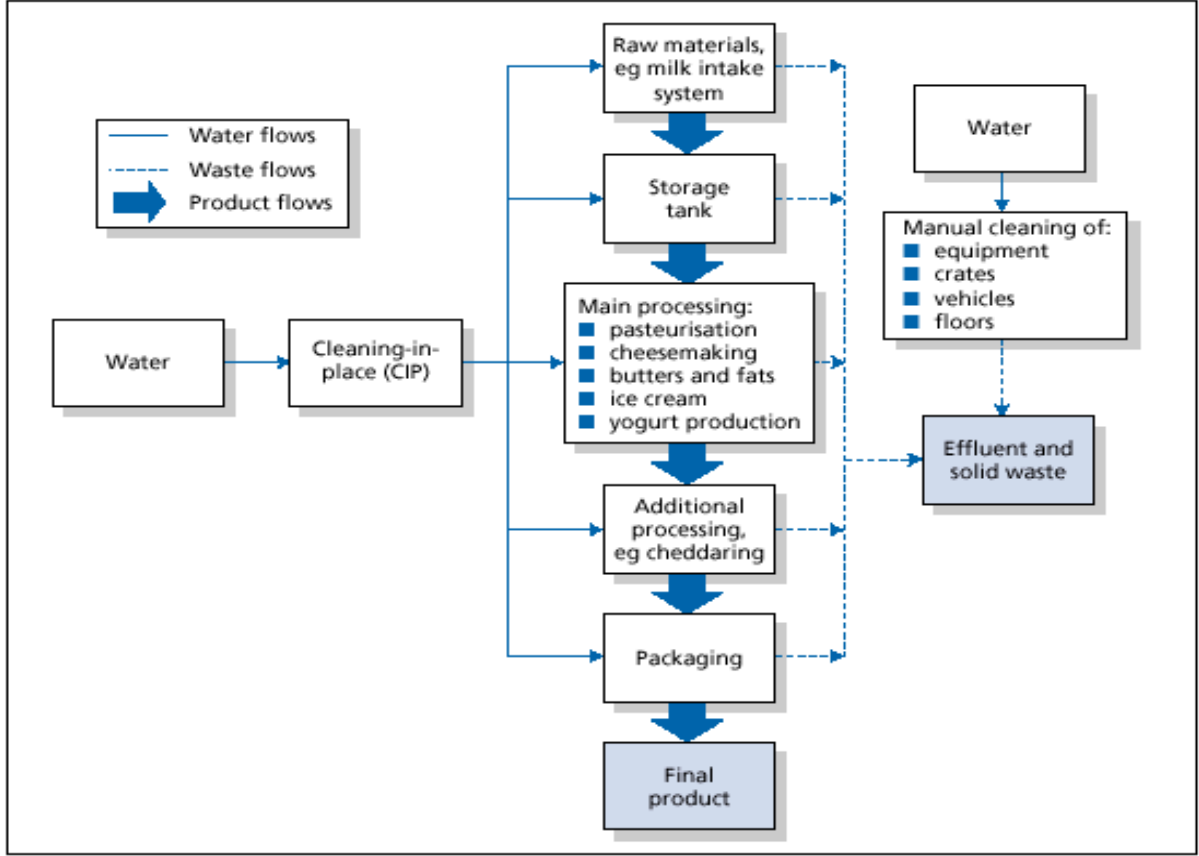 Raw materials,
eg milk intake
system
Water flows
Waste flows
Product flows
Storage
tank
Water
Manual cleaning of:
equipment
crates
vehicles
floors
Water
Cleaning-in-
place (CIP)
Main processing:
pasteurisation
cheesemaking
butters and fats
ice cream
yogurt production
Effluent and
solid waste
Additional
processing,
eg cheddaring
Packaging
Final
product